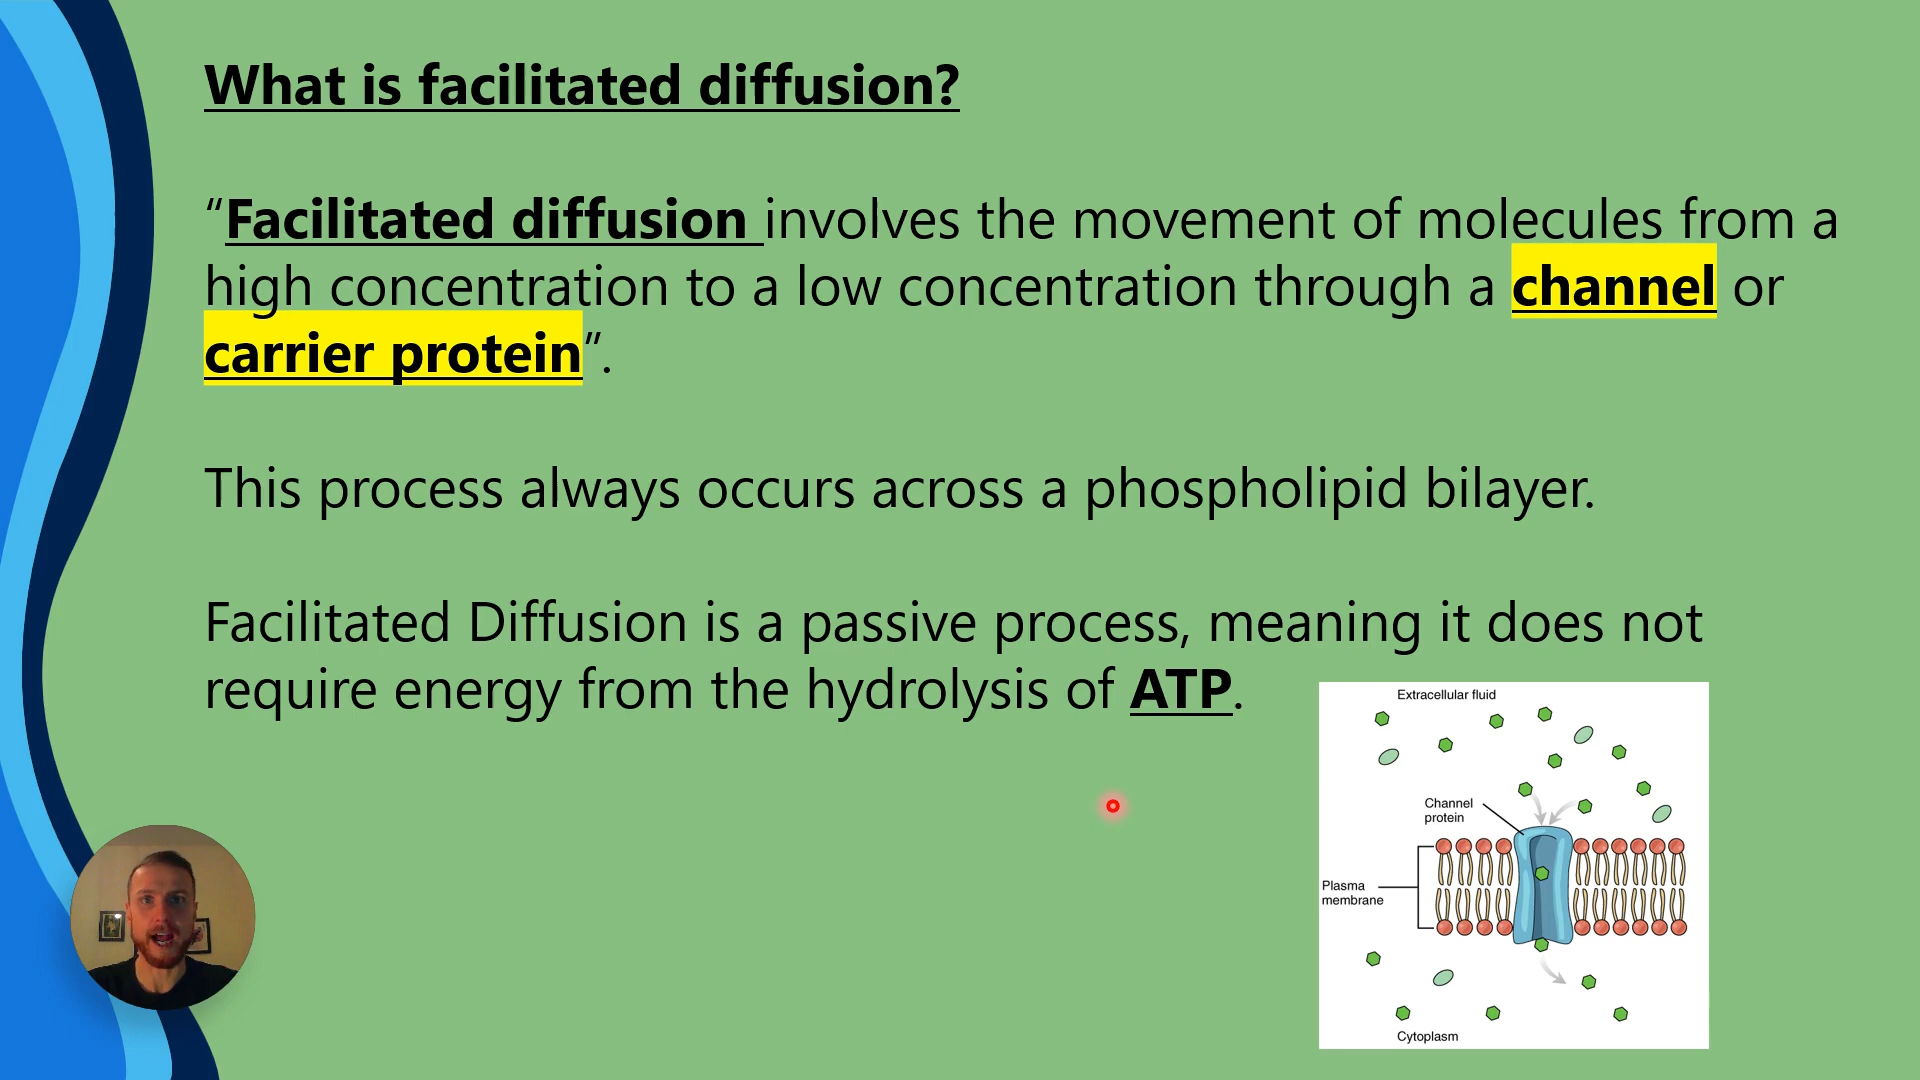 What is facilitated diffusion?
“Facilitated diffusion involves the movement of molecules from a
high concentration to a low concentration through a channel or
carrier protein”.
This process always occurs across a phospholipid bilayer.
Facilitated Diffusion is a passive process, meaning it does not
require energy from the hydrolysis of ATP.
Extracellular fluid
Channel
protein
Plasma
membrane
Cytoplasm